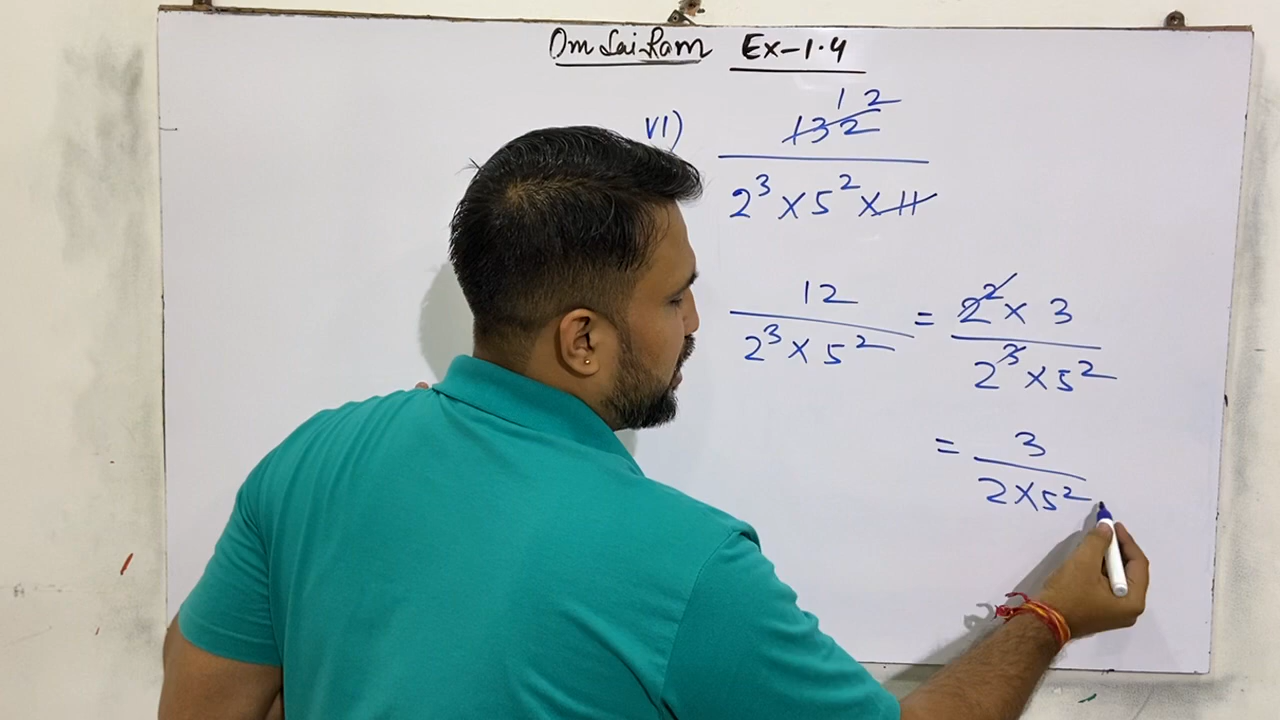 Om Sai Ram Ex-1.4
12
VI) 132
2³ × 5² × 11
12 = 2² × 3
2³ × 5² 2³ × 5²
= 3
2 × 5²